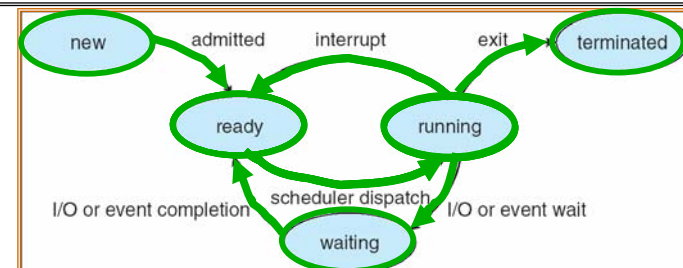 new
admitted
interrupt
exit
terminated
ready
running
scheduler dispatch
I/O or event completion
I/O or event wait
waiting